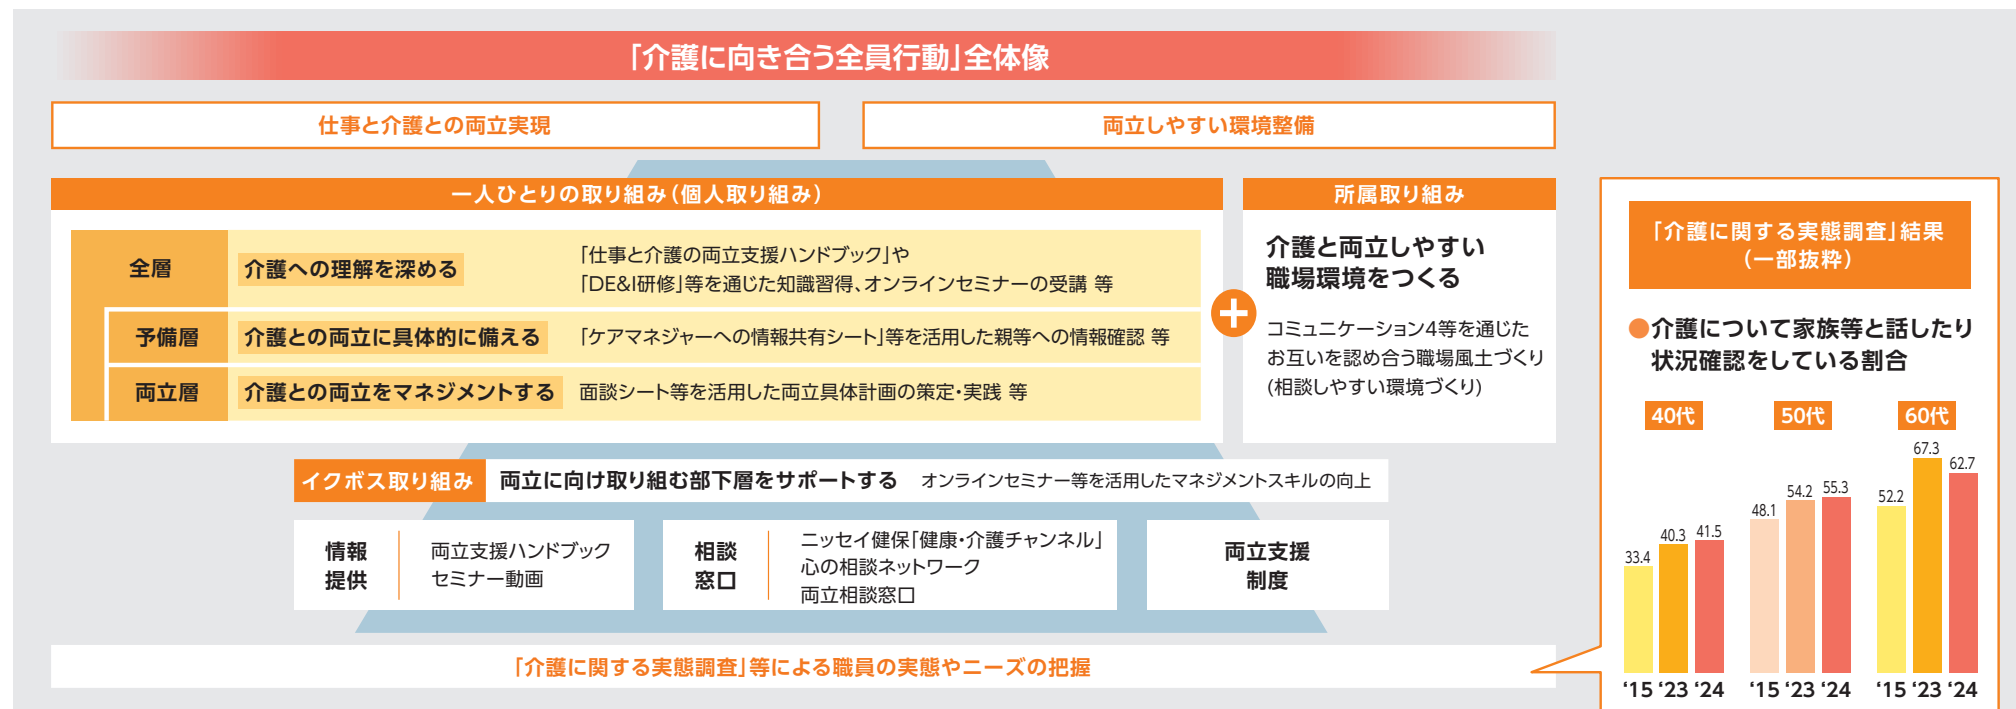 「介護に向き合う全員行動」全体像
仕事と介護との両立実現
両立しやすい環境整備
一人ひとりの取り組み(個人取り組み)
全層
介護への理解を深める
「仕事と介護の両立支援ハンドブック」や
「DE&I研修」等を通じた知識習得、オンラインセミナーの受講 等
予備層
介護との両立に具体的に備える
「ケアマネジャーへの情報共有シート」等を活用した親等への情報確認 等
両立層
介護との両立をマネジメントする
面談シート等を活用した両立具体計画の策定・実践 等
+
所属取り組み
介護と両立しやすい
職場環境をつくる
コミュニケーション4等を通じた
お互いを認め合う職場風土づくり
(相談しやすい環境づくり)
イクボス取り組み
両立に向け取り組む部下層をサポートする
オンラインセミナー等を活用したマネジメントスキルの向上
情報
提供
両立支援ハンドブック
セミナー動画
相談
窓口
ニッセイ健保「健康・介護チャンネル」
心の相談ネットワーク
両立相談窓口
両立支援
制度
「介護に関する実態調査」等による職員の実態やニーズの把握
「介護に関する実態調査」結果
(一部抜粋)
●介護について家族等と話したり
状況確認をしている割合
40代
33.4
40.3
41.5
‘15 ‘23 ‘24
50代
48.1
54.2
55.3
‘15 ‘23 ‘24
60代
52.2
67.3
62.7
‘15 ‘23 ‘24